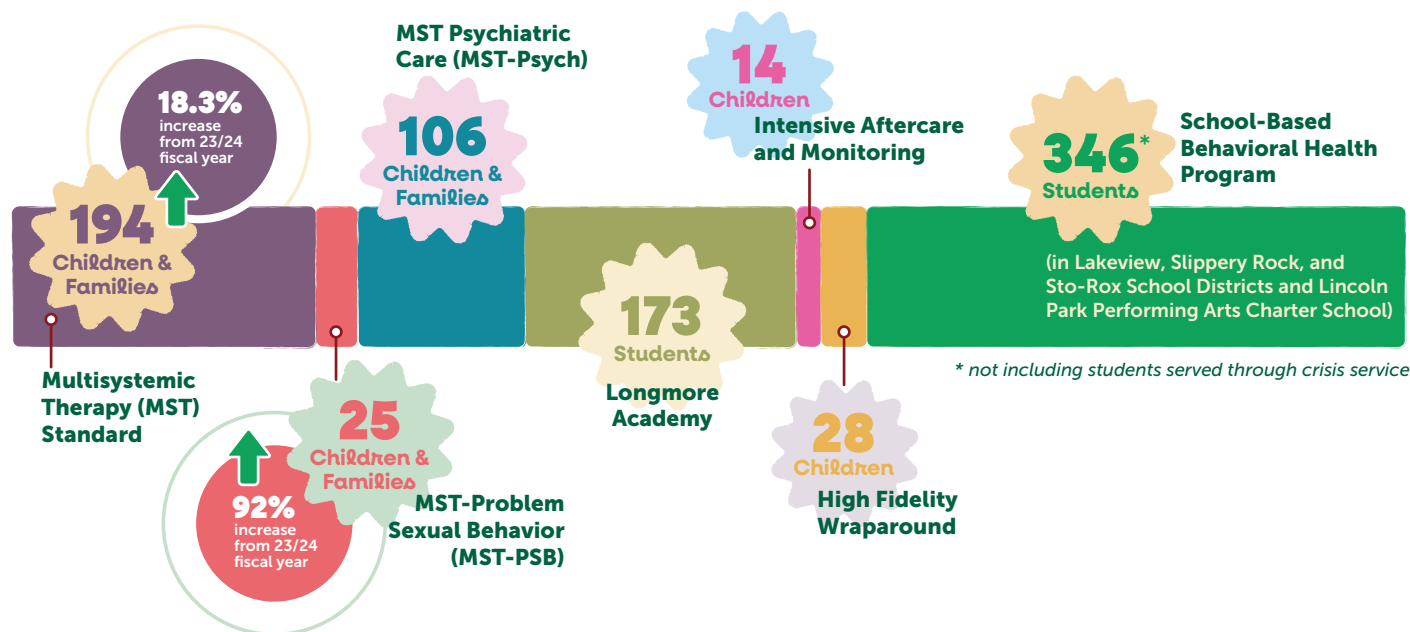 18.3%
increase
from 23/24
fiscal year
194
Children &
Families
Multisystemic
Therapy (MST)
Standard
92%
increase
from 23/24
fiscal year
25
Children &
Families
MST-Problem
Sexual Behavior
(MST-PSB)
MST Psychiatric
Care (MST-Psych)
106
Children &
Families
173
Students
Longmore
Academy
14
Children
Intensive Aftercare
and Monitoring
28
Children
High Fidelity
Wraparound
346*
Students
School-Based
Behavioral Health
Program
(in Lakeview, Slippery Rock, and
Sto-Rox School Districts and Lincoln
Park Performing Arts Charter School)
* not including students served through crisis service